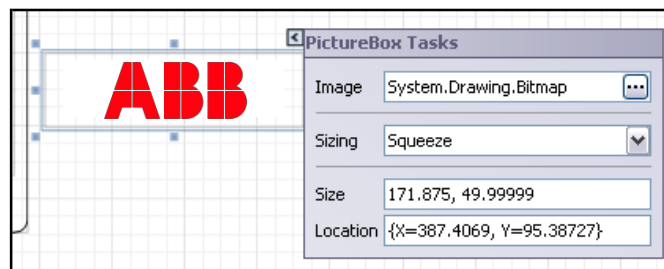 ABB
PictureBox Tasks
Image System.Drawing.Bitmap ...
Sizing Squeeze
Size 171.875, 49.99999
Location {X=387.4069, Y=95.38727}